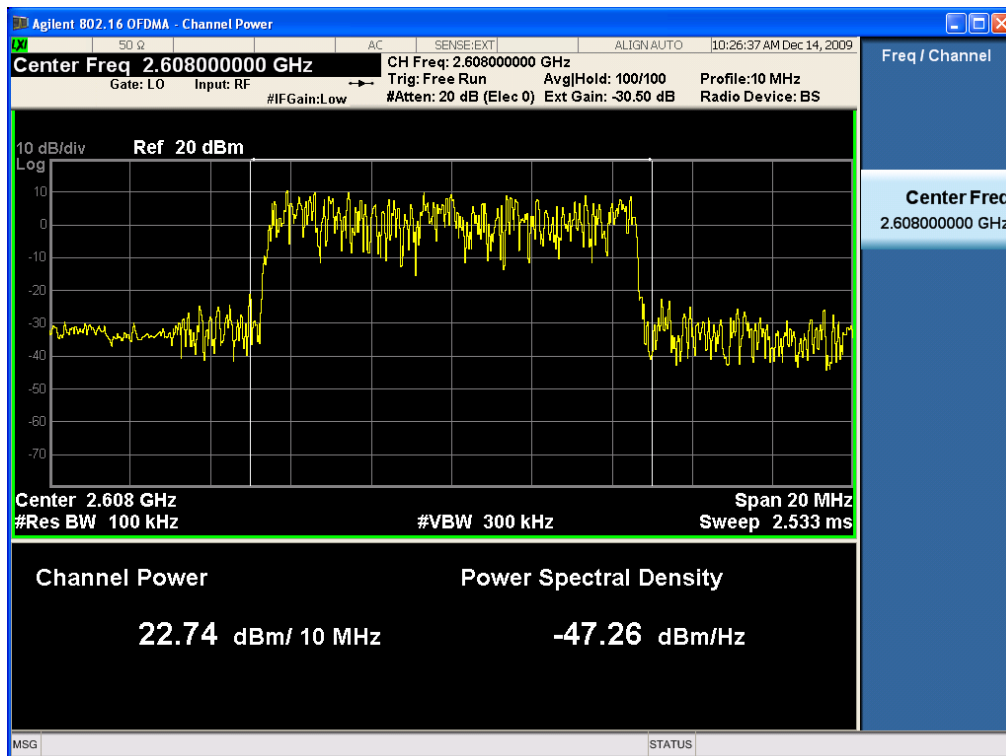 Agilent 802.16 OFDMA - Channel Power
LXI 50 Ω AC SENSE:EXT ALIGN AUTO 10:26:37 AM Dec 14, 2009
Freq / Channel
Center Freq 2.608000000 GHz
CH Freq: 2.608000000 GHz
Gate: LO Input: RF Trig: Free Run Avg|Hold: 100/100 Profile:10 MHz
#IFGain:Low #Atten: 20 dB (Elec 0) Ext Gain: -30.50 dB Radio Device: BS
10 dB/div Ref 20 dBm
Log
10
0
-10
-20
-30
-40
-50
-60
-70
Center Freq
2.608000000 GHz
Center 2.608 GHz Span 20 MHz
#Res BW 100 kHz #VBW 300 kHz Sweep 2.533 ms
Channel Power Power Spectral Density
22.74 dBm/ 10 MHz -47.26 dBm/Hz
MSG STATUS